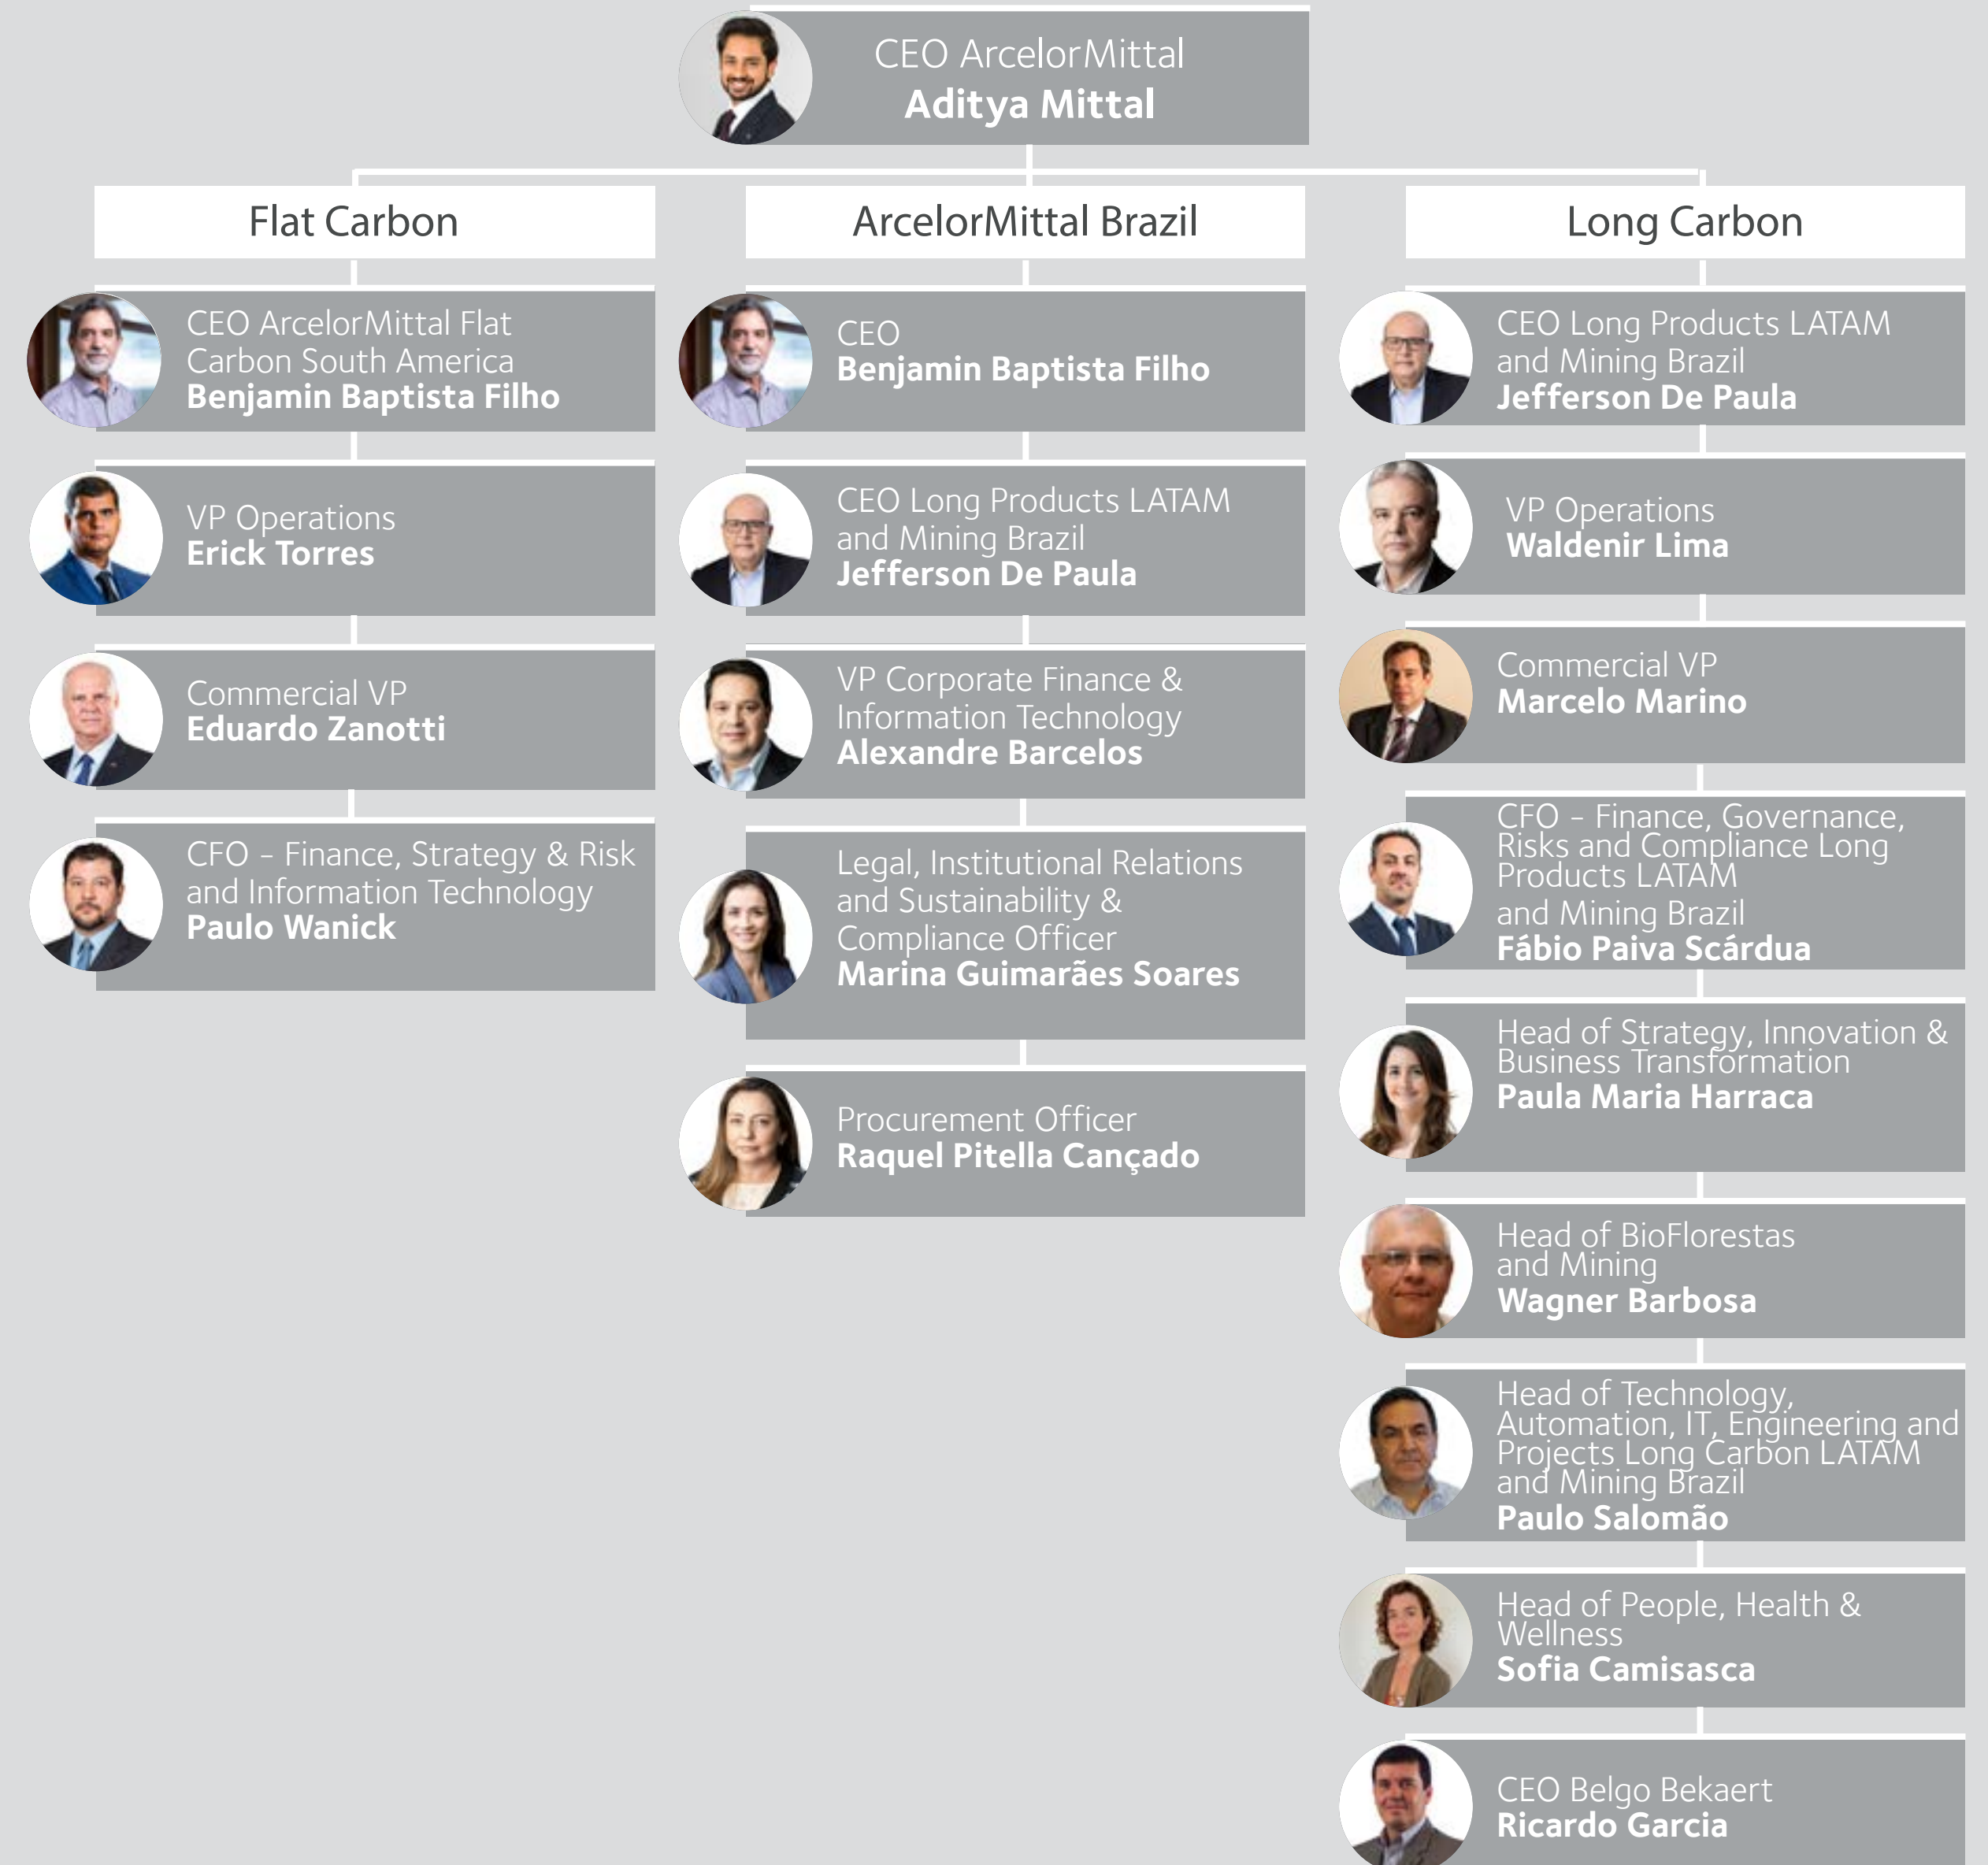 CEO ArcelorMittal
Aditya Mittal
Flat Carbon
CEO ArcelorMittal Flat
Carbon South America
Benjamin Baptista Filho
VP Operations
Erick Torres
Commercial VP
Eduardo Zanotti
CFO – Finance, Strategy & Risk
and Information Technology
Paulo Wanick
ArcelorMittal Brazil
CEO
Benjamin Baptista Filho
CEO Long Products LATAM
and Mining Brazil
Jefferson De Paula
VP Corporate Finance &
Information Technology
Alexandre Barcelos
Legal, Institutional Relations
and Sustainability &
Compliance Officer
Marina Guimarães Soares
Procurement Officer
Raquel Pitella Cançado
Long Carbon
CEO Long Products LATAM
and Mining Brazil
Jefferson De Paula
VP Operations
Waldenir Lima
Commercial VP
Marcelo Marino
CFO – Finance, Governance,
Risks and Compliance Long
Products LATAM
and Mining Brazil
Fábio Paiva Scárdua
Head of Strategy, Innovation &
Business Transformation
Paula Maria Harraca
Head of BioFlorestas
and Mining
Wagner Barbosa
Head of Technology,
Automation, IT, Engineering and
Projects Long Carbon LATAM
and Mining Brazil
Paulo Salomão
Head of People, Health &
Wellness
Sofia Camisasca
CEO Belgo Bekaert
Ricardo Garcia